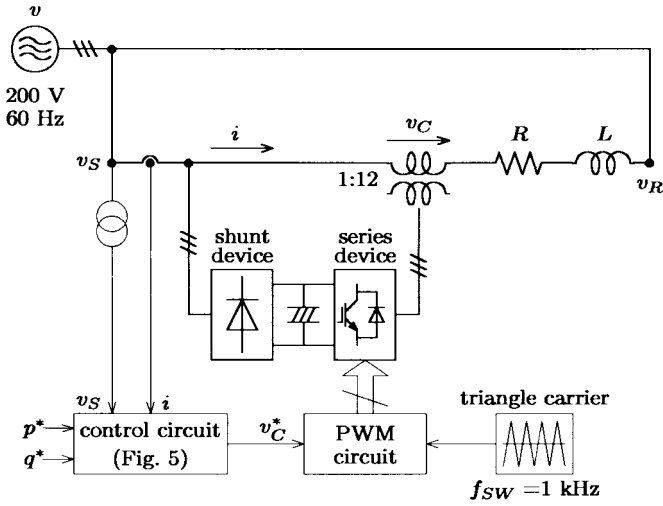 v
200 V
60 Hz
v_S
i
v_C
R
L
1:12
v_R
shunt
device
series
device
v_S
i
triangle carrier
p*
q*
control circuit
(Fig. 5)
v*_C
PWM
circuit
f_SW =1 kHz